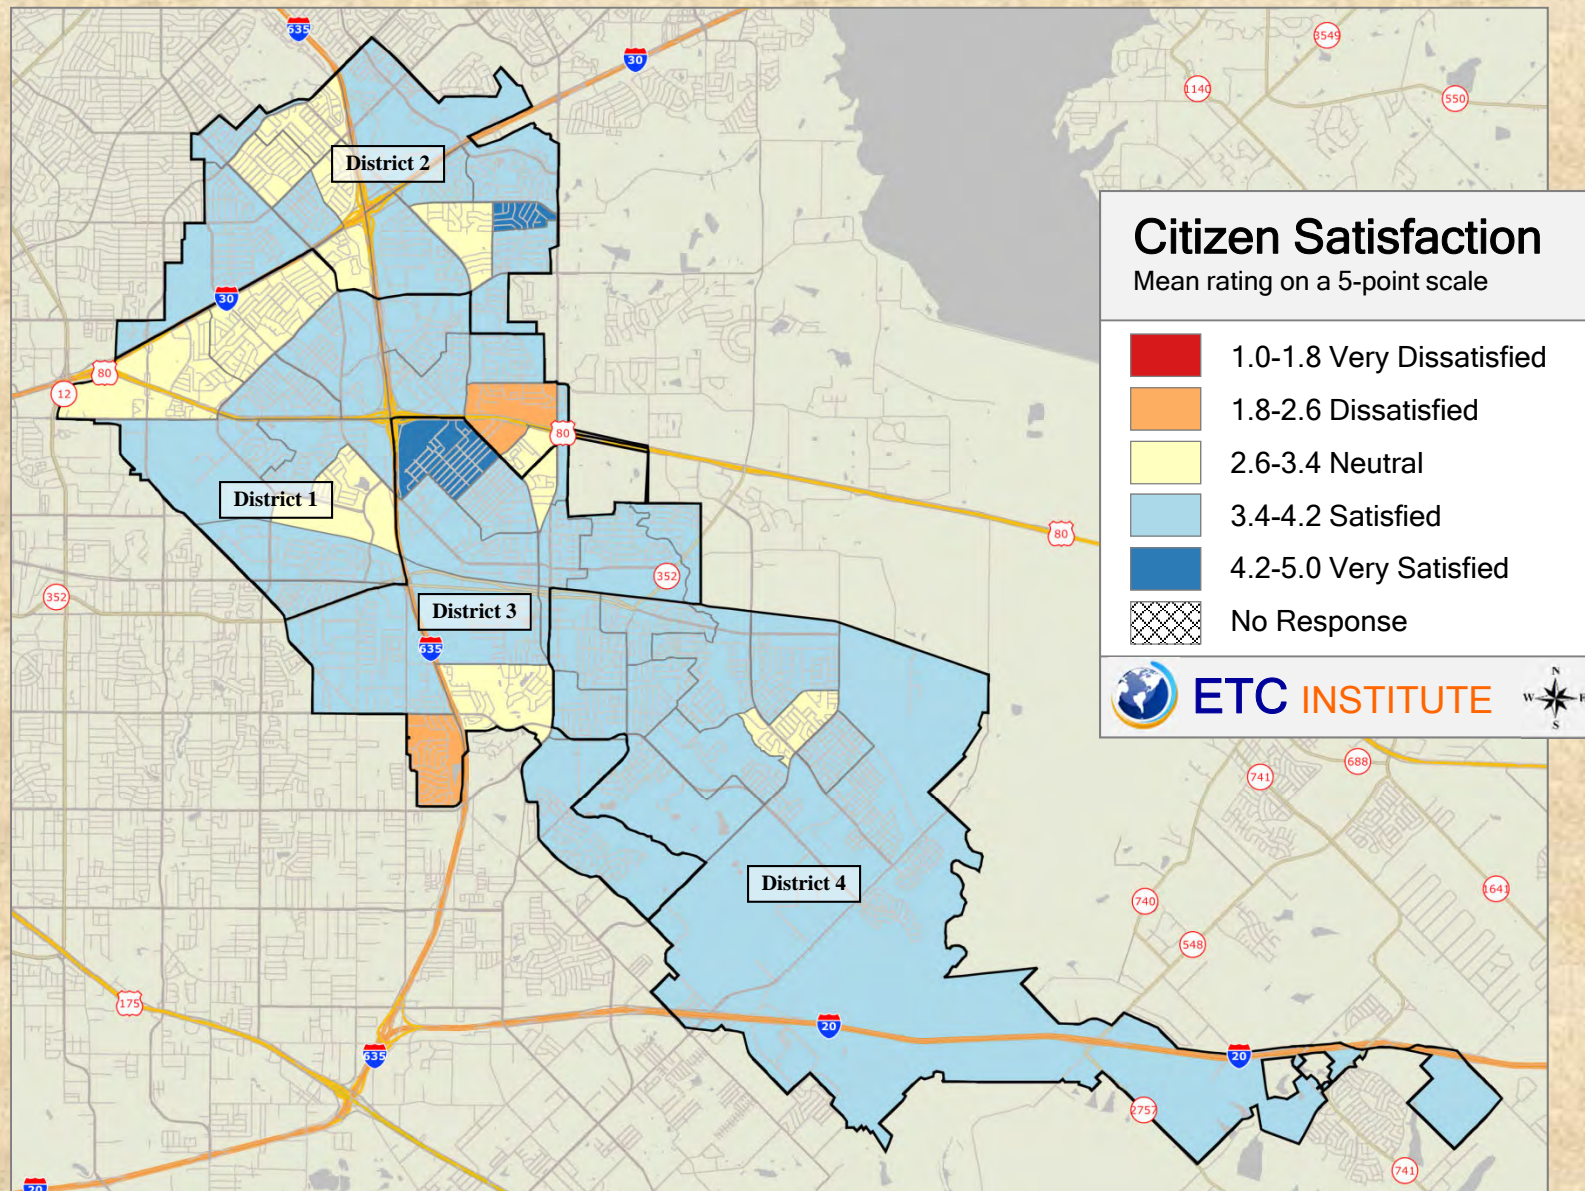 635
30
3549
1140
550
District 2
Citizen Satisfaction
Mean rating on a 5-point scale
30
1.0-1.8 Very Dissatisfied
80
12
1.8-2.6 Dissatisfied
80
2.6-3.4 Neutral
District 1
3.4-4.2 Satisfied
80
352
352
4.2-5.0 Very Satisfied
District 3
No Response
635
ETC INSTITUTE
N
W E
S
688
741
District 4
1641
740
548
175
20
635
20
2757
741
20